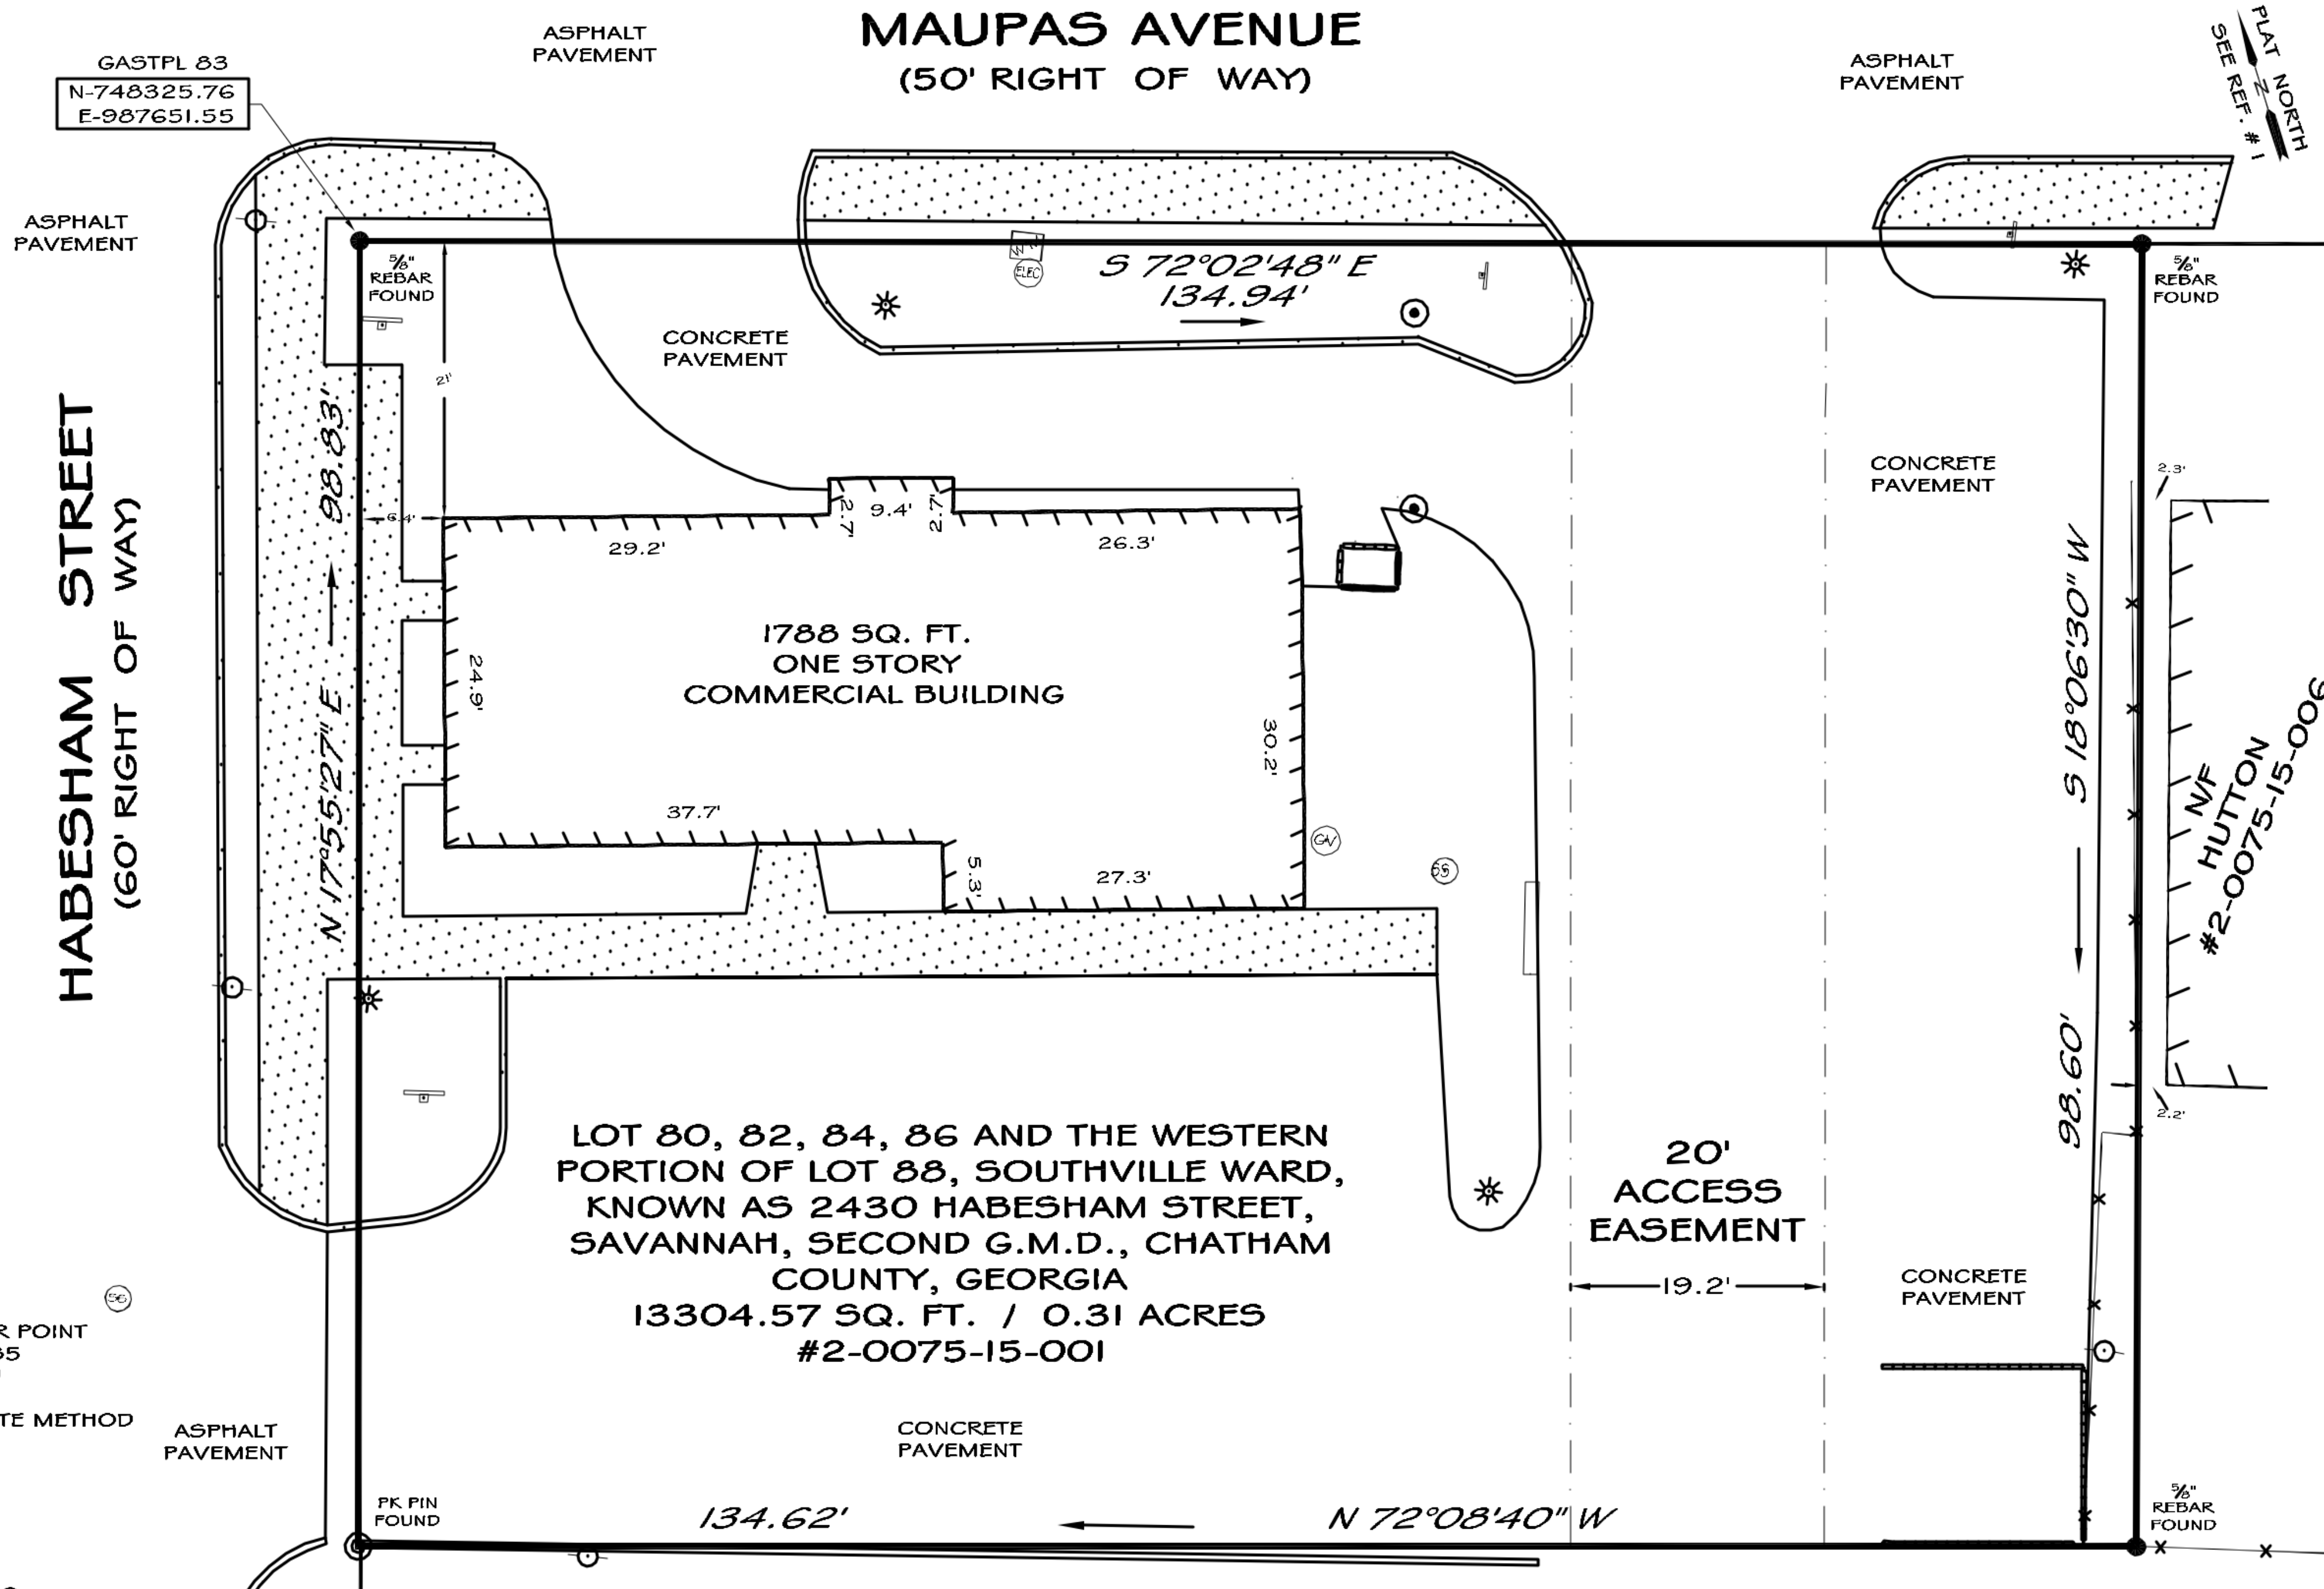 MAUPAS AVENUE
(50' RIGHT OF WAY)
ASPHALT
PAVEMENT
ASPHALT
PAVEMENT
PLAT NORTH
SEE REF. #1
N
GASTPL 83
N-748325.76
E-987651.55
ASPHALT
PAVEMENT
5/8"
REBAR
FOUND
ELEC
S 72°02'48" E
134.94'
5/8"
REBAR
FOUND
CONCRETE
PAVEMENT
21'
HABESHAM STREET
(60' RIGHT OF WAY)
N 17°55'27" E 98.83'
6.4'
29.2'
2.7'
9.4'
2.7'
26.3'
CONCRETE
PAVEMENT
2.3'
1788 SQ. FT.
ONE STORY
COMMERCIAL BUILDING
24.9'
30.2'
37.7'
5.3'
27.3'
GV
SS
S 18°06'30" W
98.60'
N/F
HUTTON
#2-0075-15-006
2.2'
LOT 80, 82, 84, 86 AND THE WESTERN
PORTION OF LOT 88, SOUTHVILLE WARD,
KNOWN AS 2430 HABESHAM STREET,
SAVANNAH, SECOND G.M.D., CHATHAM
COUNTY, GEORGIA
13304.57 SQ. FT. / 0.31 ACRES
#2-0075-15-001
20'
ACCESS
EASEMENT
19.2'
CONCRETE
PAVEMENT
SS
POINT
TE METHOD
ASPHALT
PAVEMENT
CONCRETE
PAVEMENT
PK PIN
FOUND
134.62'
N 72°08'40" W
5/8"
REBAR
FOUND